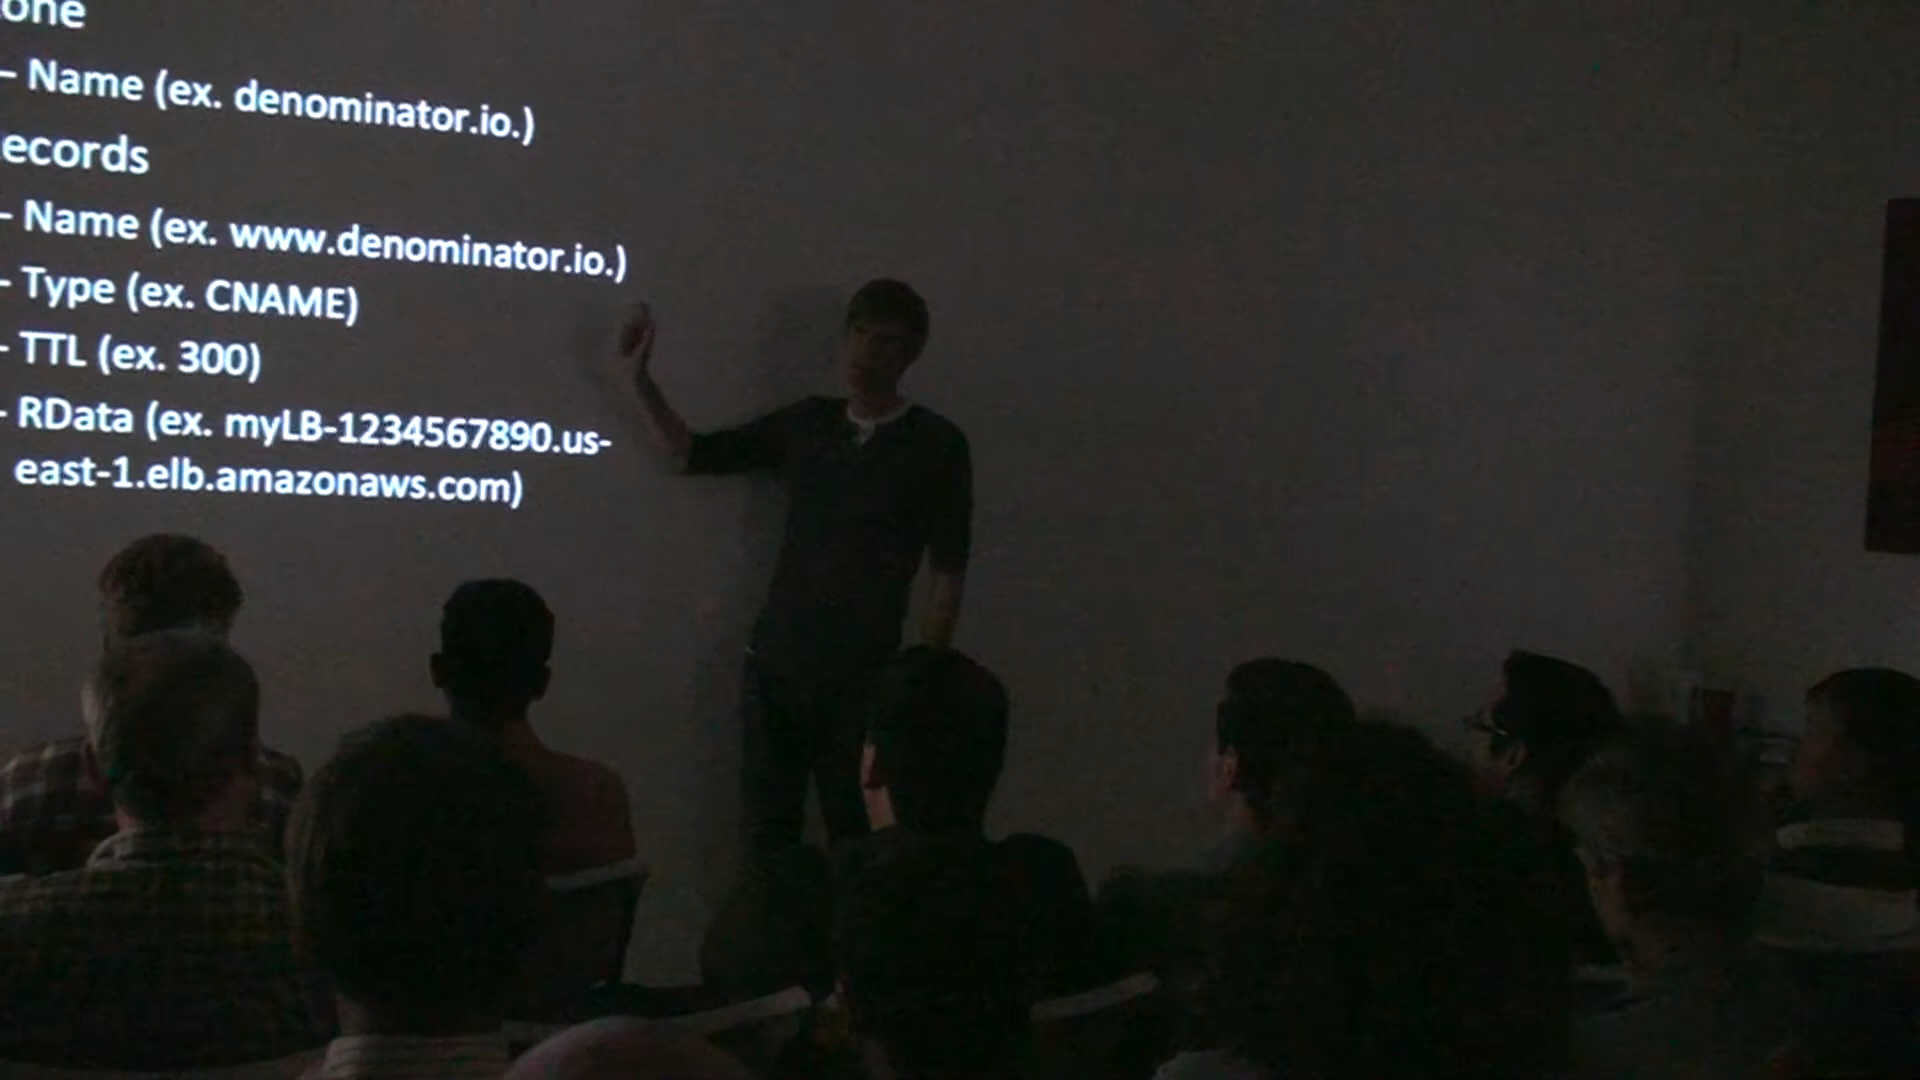 one
– Name (ex. denominator.io.)
ecords
– Name (ex. www.denominator.io.)
– Type (ex. CNAME)
– TTL (ex. 300)
– RData (ex. myLB-1234567890.us-
east-1.elb.amazonaws.com)